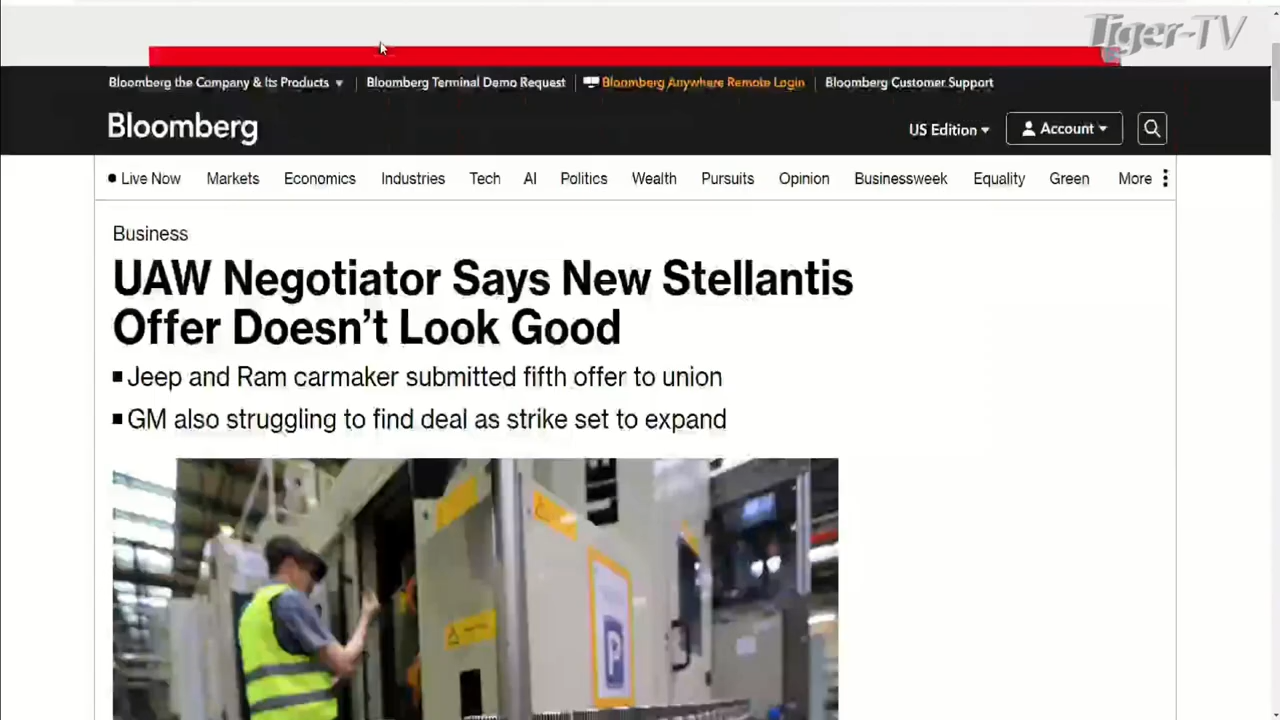 Tiger-TV
Bloomberg the Company & Its Products
Bloomberg Terminal Demo Request
Bloomberg Anywhere Remote Login
Bloomberg Customer Support
Bloomberg
US Edition
Account
Live Now
Markets
Economics
Industries
Tech
AI
Politics
Wealth
Pursuits
Opinion
Businessweek
Equality
Green
More
Business
UAW Negotiator Says New Stellantis
Offer Doesn't Look Good
Jeep and Ram carmaker submitted fifth offer to union
GM also struggling to find deal as strike set to expand
P